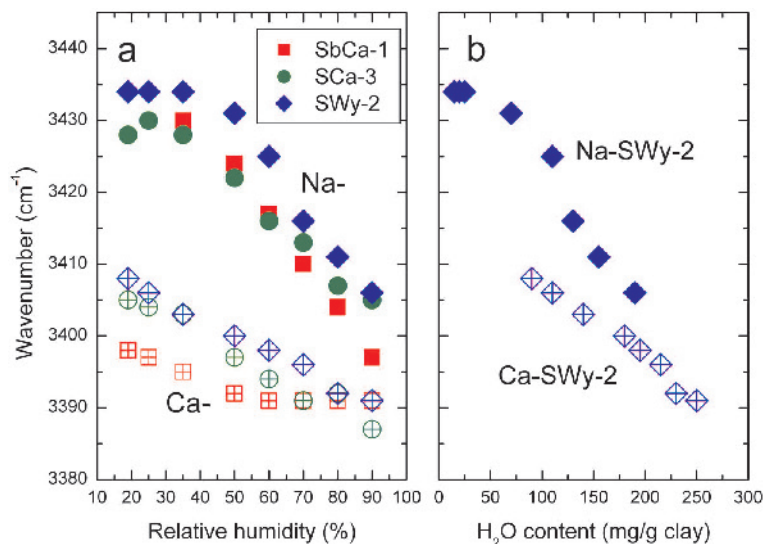 a
SbCa-1
SCa-3
SWy-2
b
3440
3430
3420
3410
3400
3390
3380
Wavenumber (cm⁻¹)
Na-
Ca-
Na-SWy-2
Ca-SWy-2
10 20 30 40 50 60 70 80 90 100
0 50 100 150 200 250 300
Relative humidity (%)
H₂O content (mg/g clay)